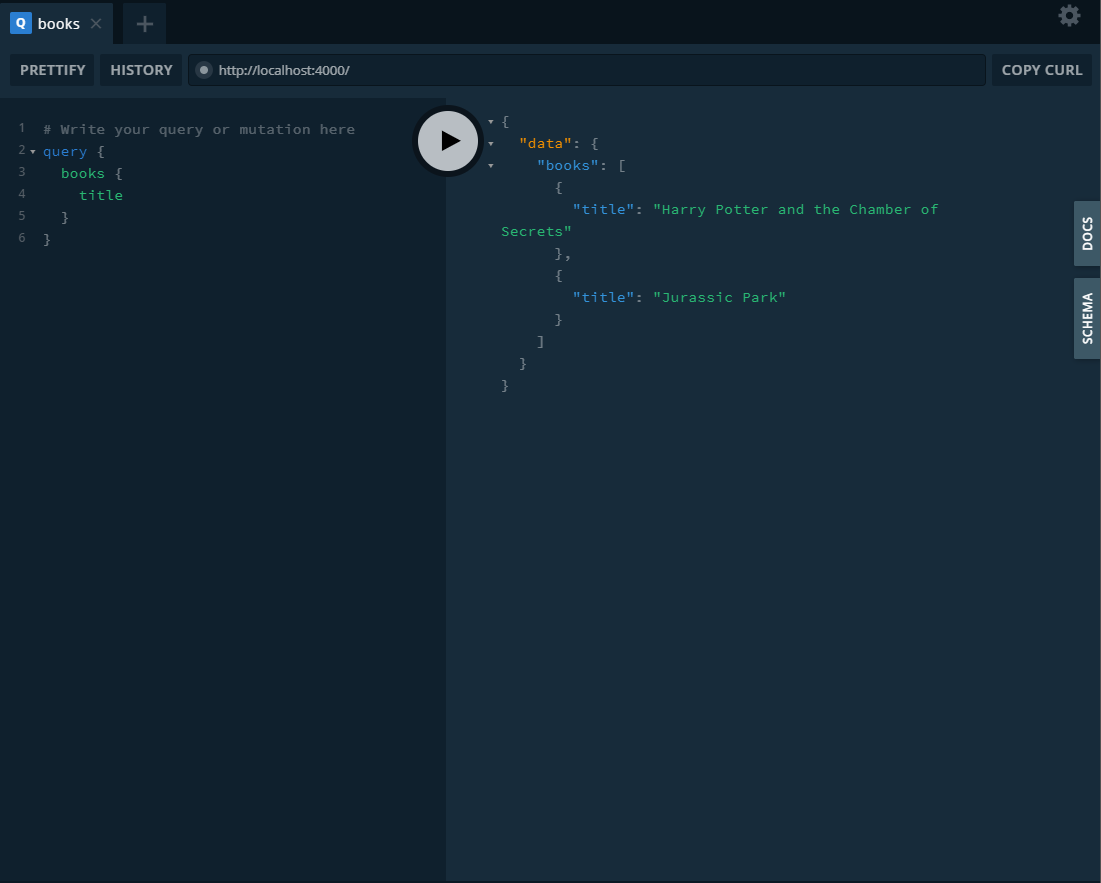 Q books × +
PRETTIFY HISTORY http://localhost:4000/ COPY CURL
1 # Write your query or mutation here
2 query {
3   books {
4     title
5   }
6 }
{
  "data": {
    "books": [
      {
        "title": "Harry Potter and the Chamber of
Secrets"
      },
      {
        "title": "Jurassic Park"
      }
    ]
  }
}
DOCS
SCHEMA